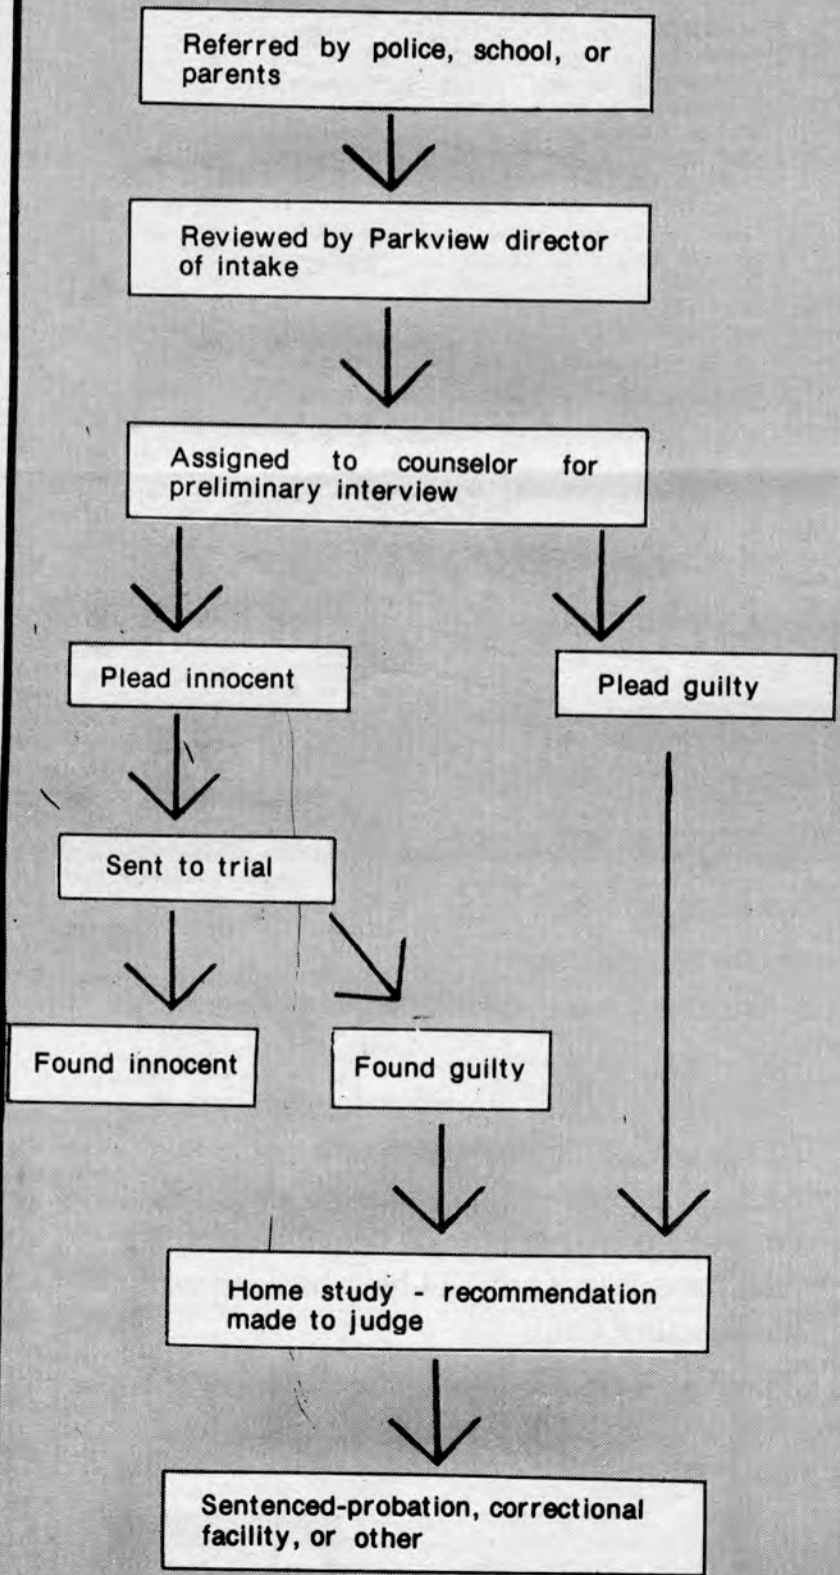 Referred by police, school, or
parents
Reviewed by Parkview director
of intake
Assigned to counselor for
preliminary interview
Plead innocent
Plead guilty
Sent to trial
Found innocent
Found guilty
Home study - recommendation
made to judge
Sentenced-probation, correctional
facility, or other